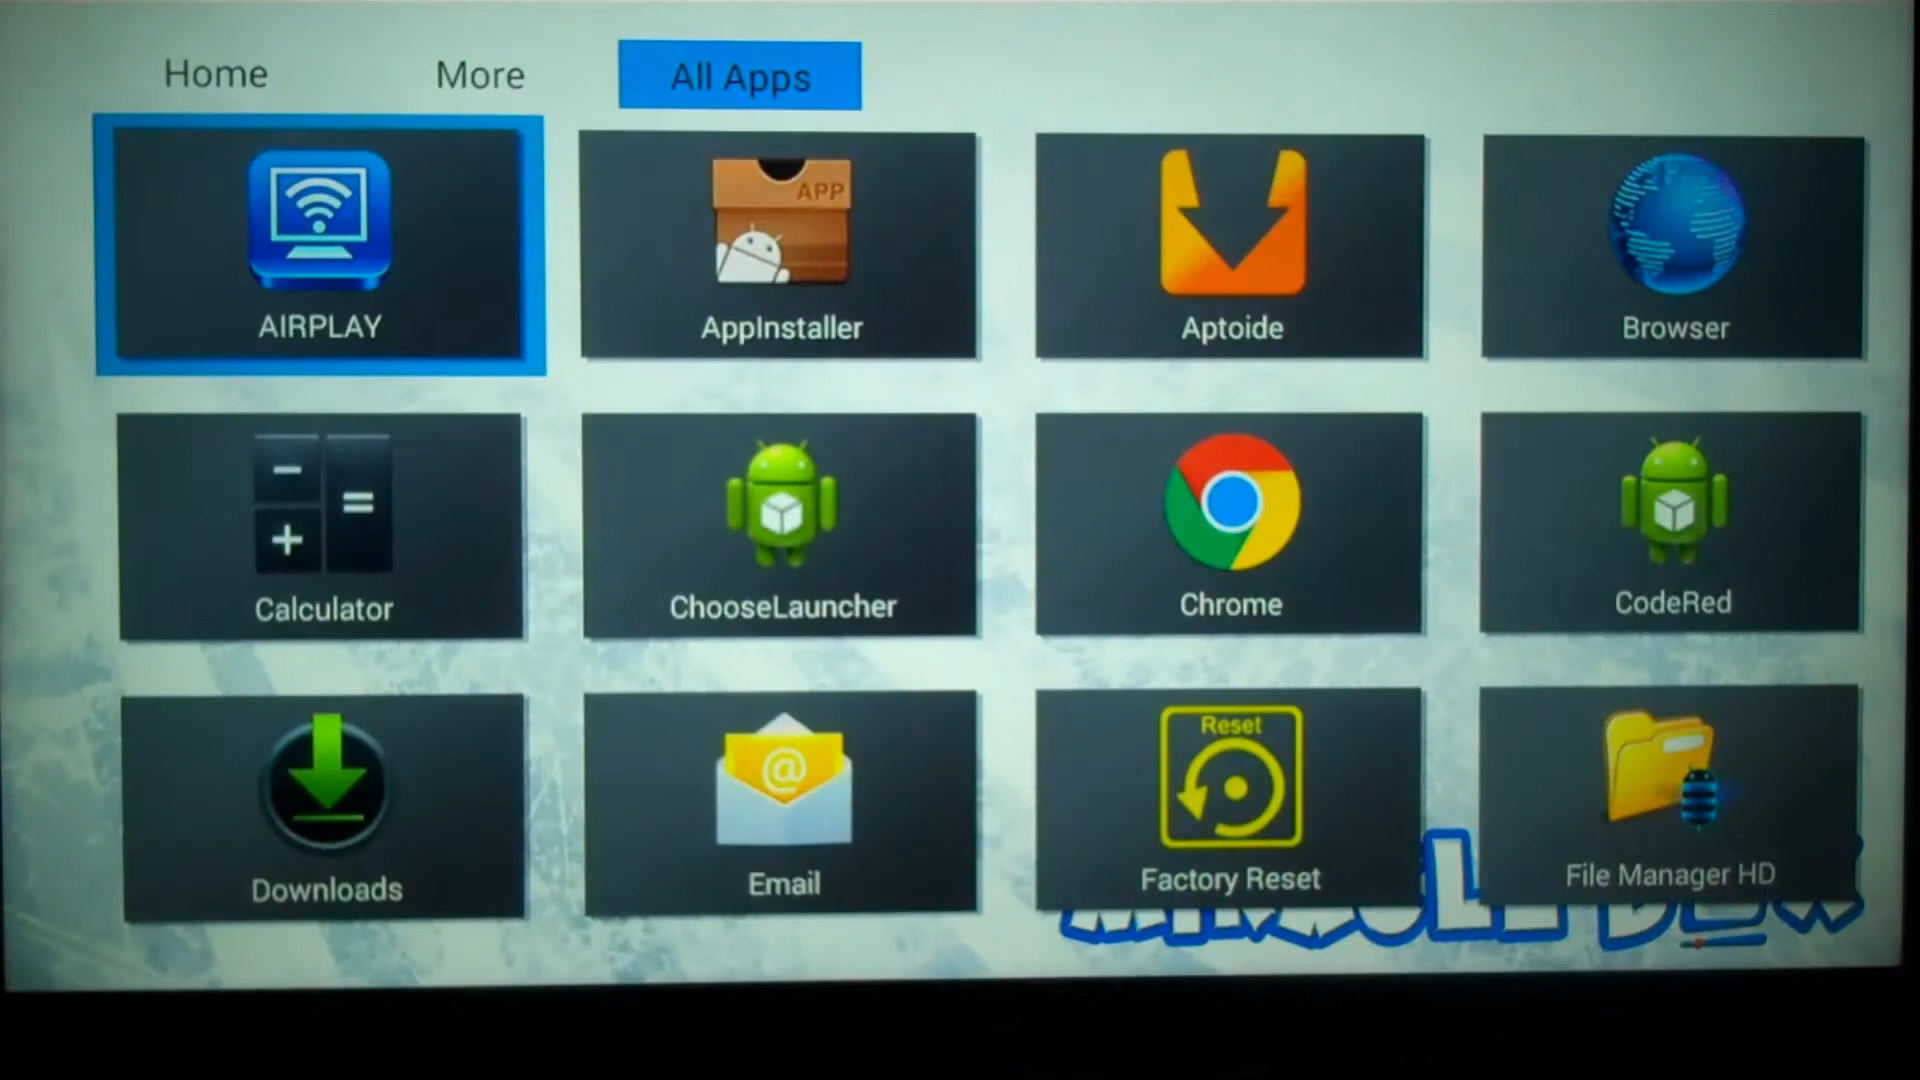 Home More All Apps
APP
AIRPLAY AppInstaller Aptoide Browser
Calculator ChooseLauncher Chrome CodeRed
Reset
Downloads Email Factory Reset File Manager HD